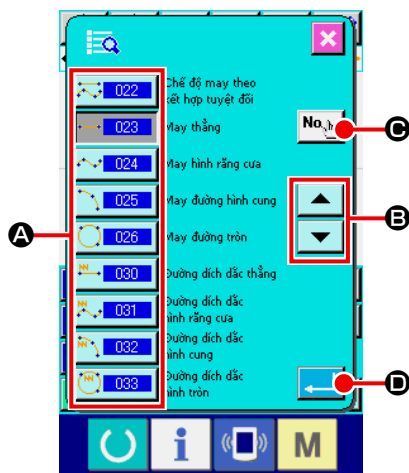 022
Chế độ may theo
kết hợp tuyệt đối
023
May thẳng
No.
C
024
May hình răng cưa
025
May đường hình cung
B
A
026
May đường tròn
030
Đường dích dắc thẳng
031
Đường dích dắc
hình răng cưa
032
Đường dích dắc
hình cung
033
Đường dích dắc
hình tròn
D
i
M